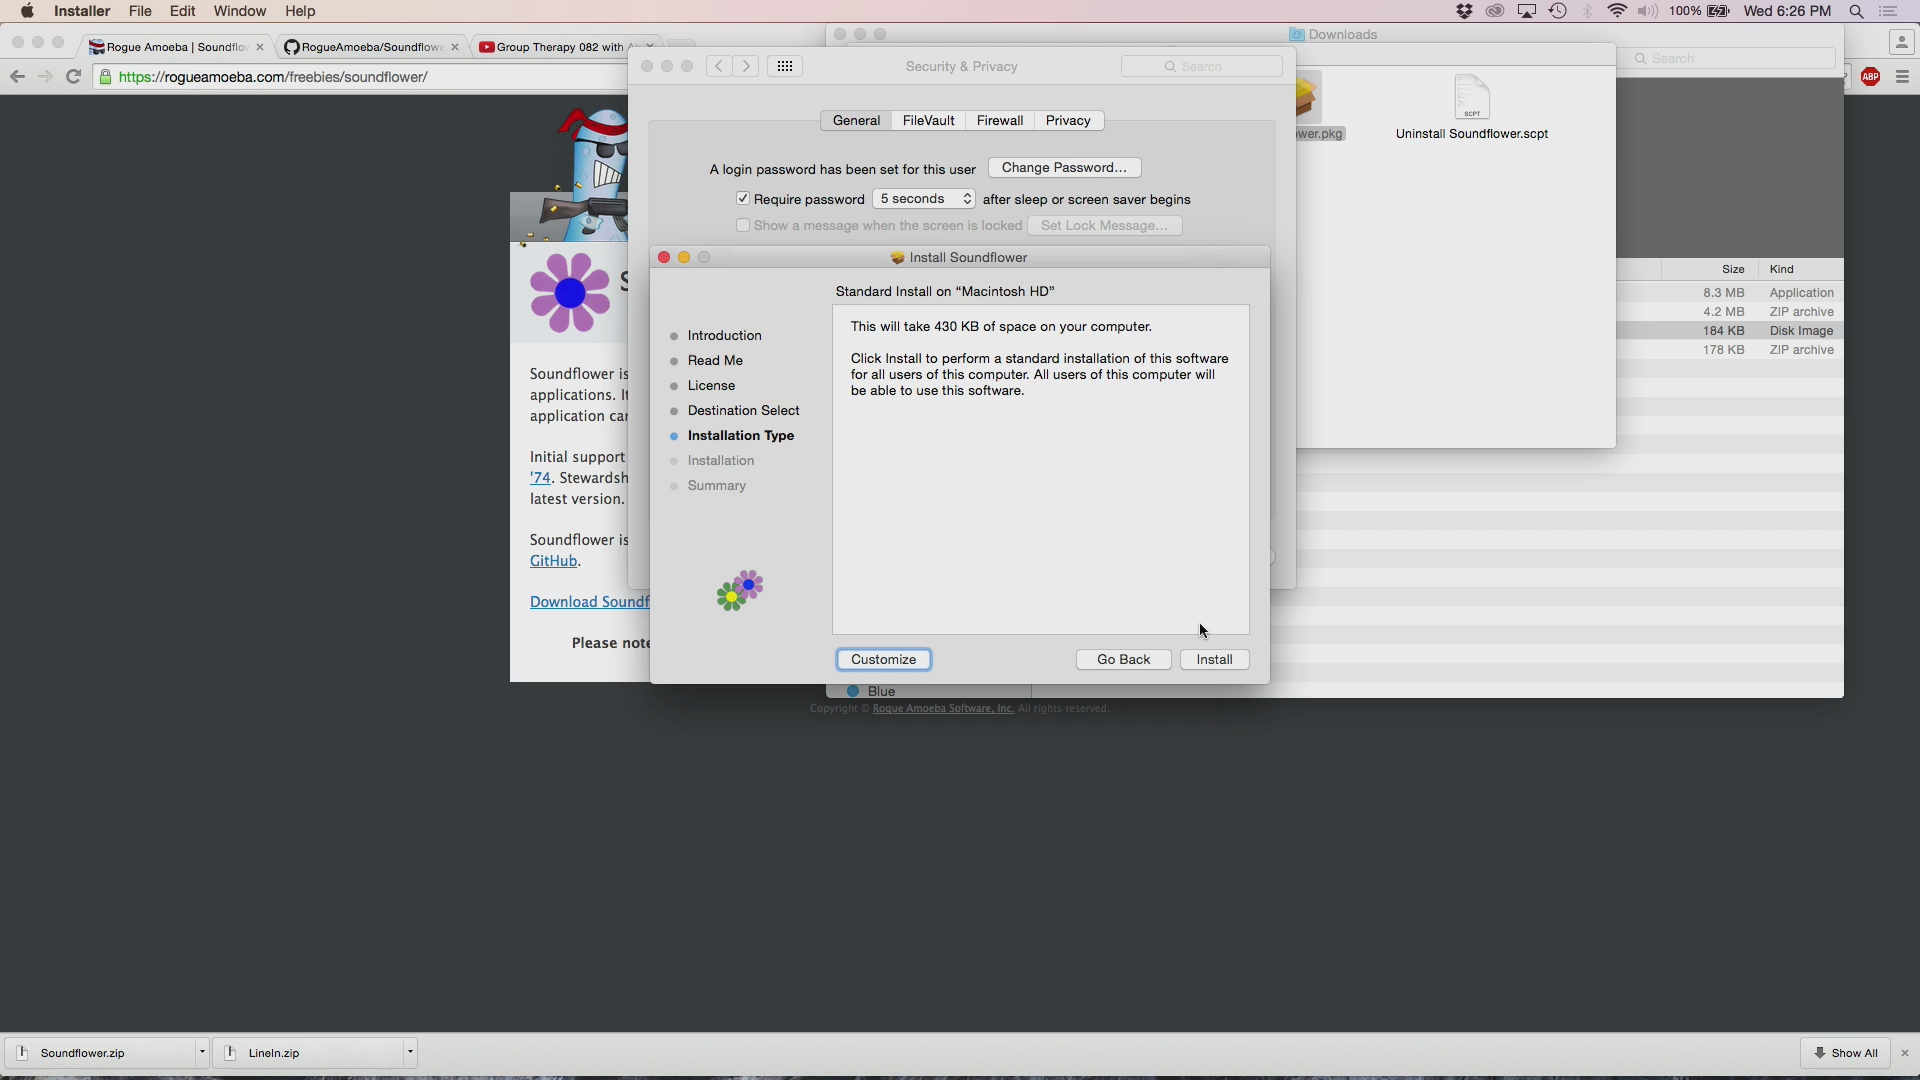 Installer File Edit Window Help 100% Wed 6:26 PM
Rogue Amoeba | Soundflow
RogueAmoeba/Soundflowe
Group Therapy 082 with
https://rogueamoeba.com/freebies/soundflower/
ABP
Downloads
Search
Security & Privacy
Search
General FileVault Firewall Privacy
A login password has been set for this user Change Password...
Require password 5 seconds after sleep or screen saver begins
Show a message when the screen is locked Set Lock Message...
wer.pkg
SCPT
Uninstall Soundflower.scpt
Size Kind
8.3 MB Application
4.2 MB ZIP archive
184 KB Disk Image
178 KB ZIP archive
Install Soundflower
Standard Install on “Macintosh HD”
Introduction
Read Me
License
Destination Select
Installation Type
Installation
Summary
This will take 430 KB of space on your computer.
Click Install to perform a standard installation of this software
for all users of this computer. All users of this computer will
be able to use this software.
Customize Go Back Install
S
Soundflower is
applications. It
application can
Initial support
'74. Stewardsh
latest version.
Soundflower is
GitHub.
Download Soundf
Please note
Blue
Copyright © Rogue Amoeba Software, Inc. All rights reserved.
Soundflower.zip
LineIn.zip
Show All